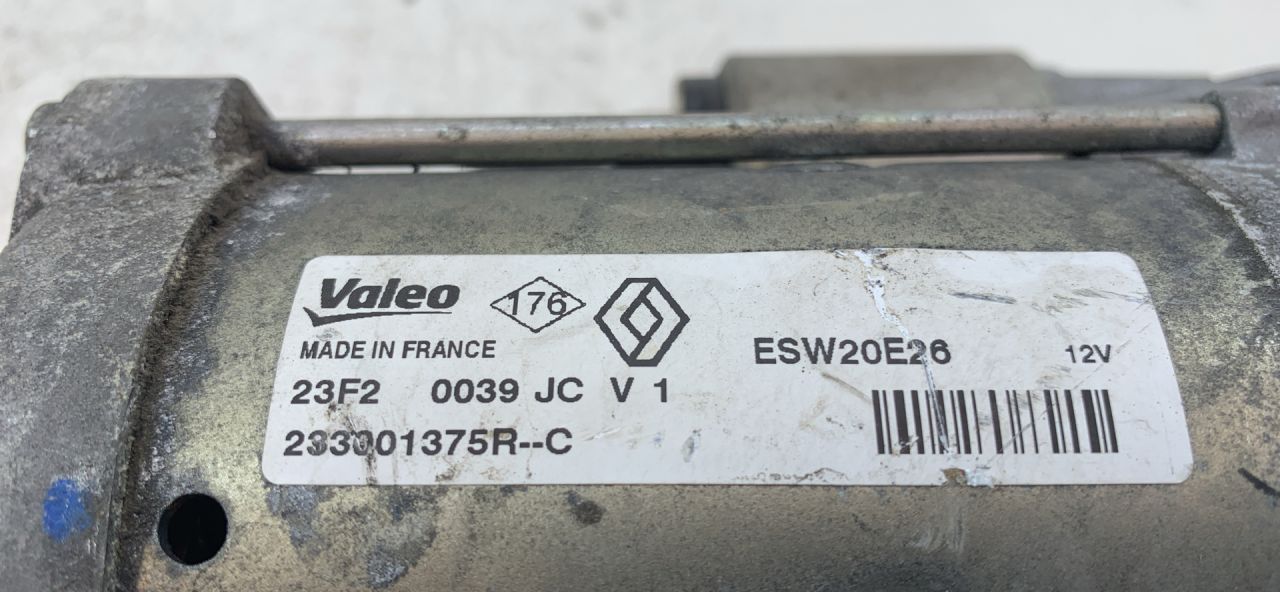 Valeo 176
MADE IN FRANCE
ESW20E26 12V
23F2 0039 JC V 1
233001375R--C